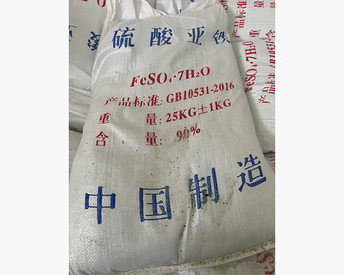 硫酸亚铁
FeSO₄·7H₂O
产品标准: GB10531-2016
重量: 25KG±1KG
含量: 90%
中国制造